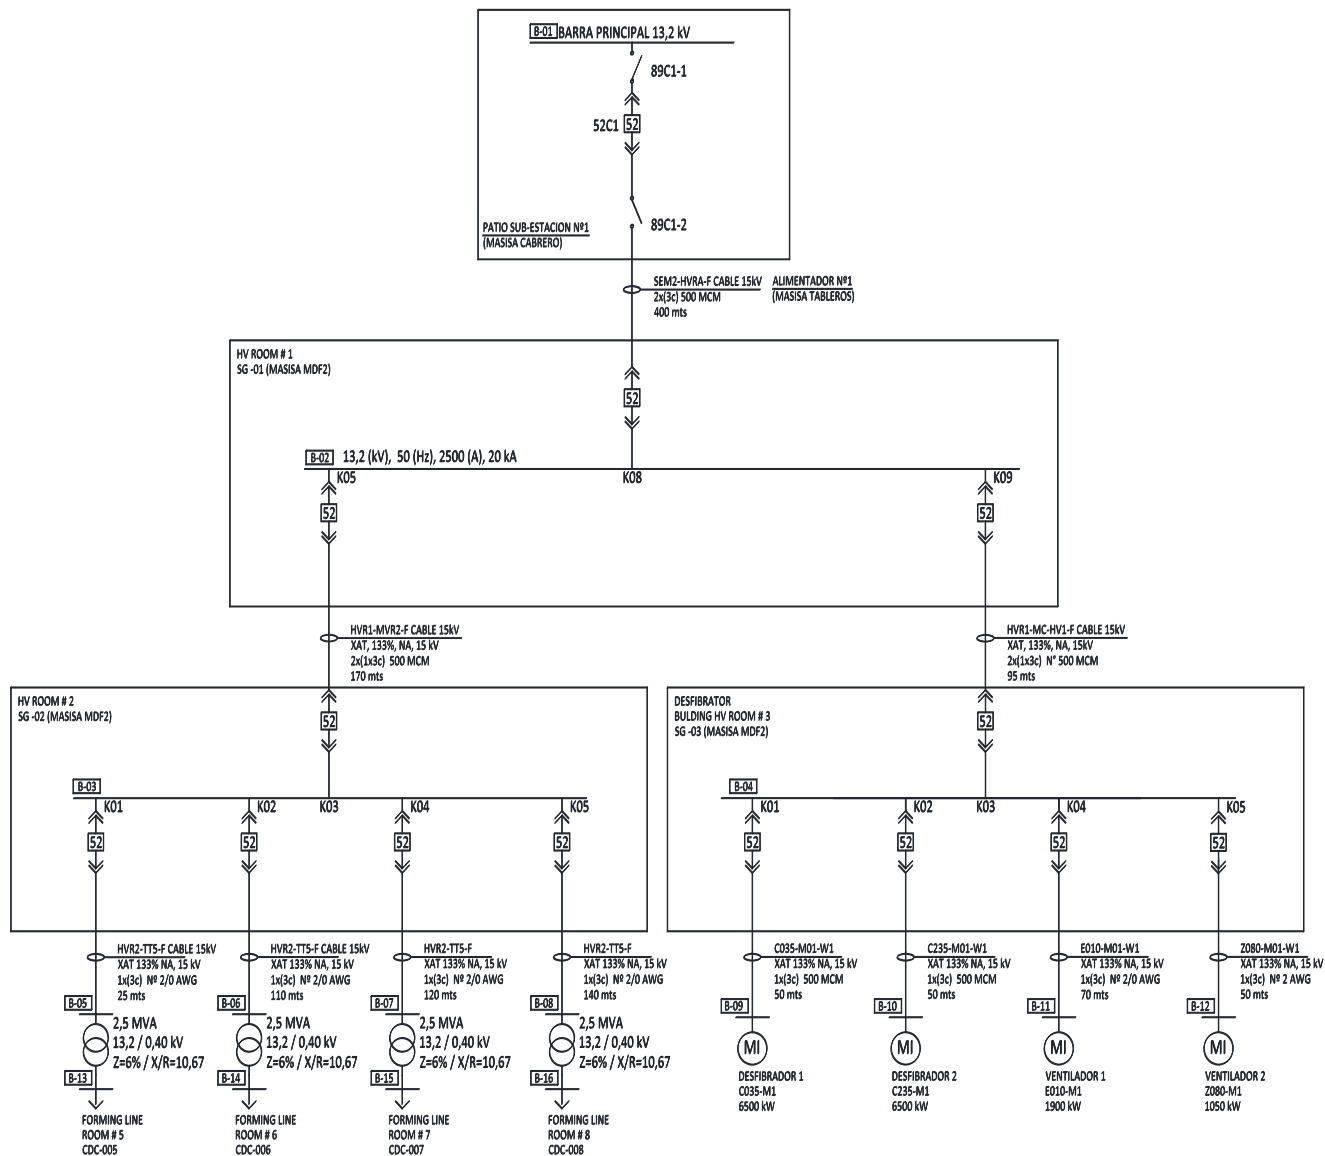 B-01 BARRA PRINCIPAL 13,2 kV
89C1-1
52C1 52
89C1-2
PATIO SUB-ESTACION Nº1
(MASISA CABRERO)
SEM2-HVRA-F CABLE 15kV
2x(3c) 500 MCM
400 mts
ALIMENTADOR Nº1
(MASISA TABLEROS)
HV ROOM # 1
SG -01 (MASISA MDF2)
52
B-02 13,2 (kV), 50 (Hz), 2500 (A), 20 kA
K05
K08
K09
52
52
HVR1-MVR2-F CABLE 15kV
XAT, 133%, NA, 15 kV
2x(1x3c) 500 MCM
170 mts
HVR1-MC-HV1-F CABLE 15kV
XAT, 133%, NA, 15kV
2x(1x3c) N° 500 MCM
95 mts
HV ROOM # 2
SG -02 (MASISA MDF2)
52
B-03
K01
K02
K03
K04
K05
52
52
52
52
DESFIBRATOR
BULDING HV ROOM # 3
SG -03 (MASISA MDF2)
52
B-04
K01
K02
K03
K04
K05
52
52
52
52
HVR2-TT5-F CABLE 15kV
XAT 133% NA, 15 kV
1x(3c) Nº 2/0 AWG
25 mts
B-05
2,5 MVA
13,2 / 0,40 kV
Z=6% / X/R=10,67
B-13
FORMING LINE
ROOM # 5
CDC-005
HVR2-TT5-F CABLE 15kV
XAT 133% NA, 15 kV
1x(3c) Nº 2/0 AWG
110 mts
B-06
2,5 MVA
13,2 / 0,40 kV
Z=6% / X/R=10,67
B-14
FORMING LINE
ROOM # 6
CDC-006
HVR2-TT5-F
XAT 133% NA, 15 kV
1x(3c) Nº 2/0 AWG
120 mts
B-07
2,5 MVA
13,2 / 0,40 kV
Z=6% / X/R=10,67
B-15
FORMING LINE
ROOM # 7
CDC-007
HVR2-TT5-F
XAT 133% NA, 15 kV
1x(3c) Nº 2/0 AWG
140 mts
B-08
2,5 MVA
13,2 / 0,40 kV
Z=6% / X/R=10,67
B-16
FORMING LINE
ROOM # 8
CDC-008
C035-M01-W1
XAT 133% NA, 15 kV
1x(3c) 500 MCM
50 mts
B-09
MI
DESFIBRADOR 1
C035-M1
6500 kW
C235-M01-W1
XAT 133% NA, 15 kV
1x(3c) 500 MCM
50 mts
B-10
MI
DESFIBRADOR 2
C235-M1
6500 kW
E010-M01-W1
XAT 133% NA, 15 kV
1x(3c) Nº 2/0 AWG
70 mts
B-11
MI
VENTILADOR 1
E010-M1
1900 kW
Z080-M01-W1
XAT 133% NA, 15 kV
1x(3c) Nº 2 AWG
50 mts
B-12
MI
VENTILADOR 2
Z080-M1
1050 kW